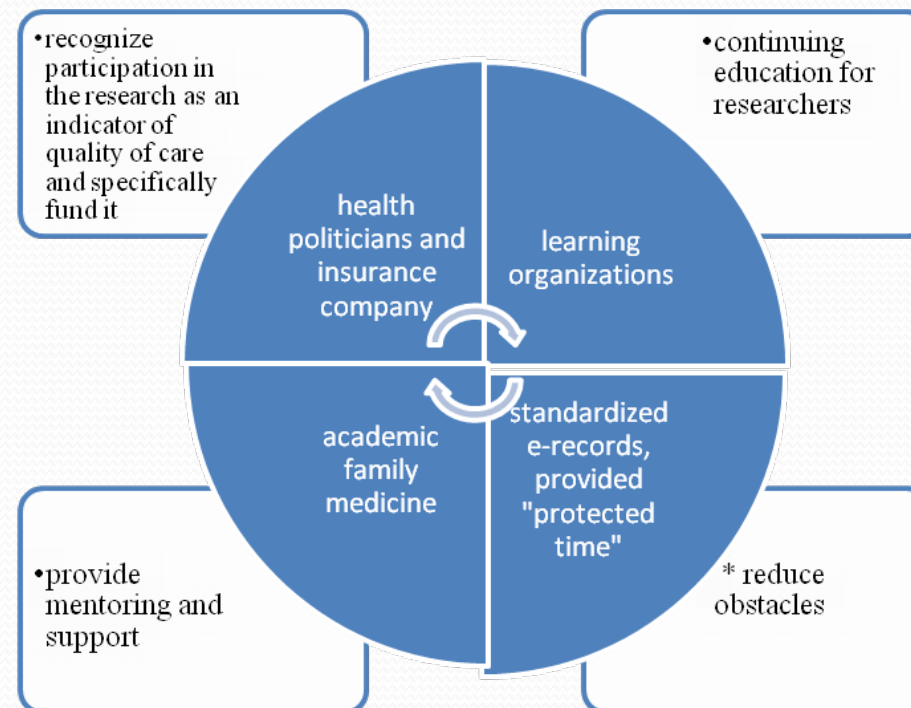 •recognize
participation in
the research as an
indicator of
quality of care
and specifically
fund it
•continuing
education for
researchers
health
politicians and
insurance
company
learning
organizations
academic
family
medicine
standardized
e-records,
provided
"protected
time"
•provide
mentoring and
support
* reduce
obstacles